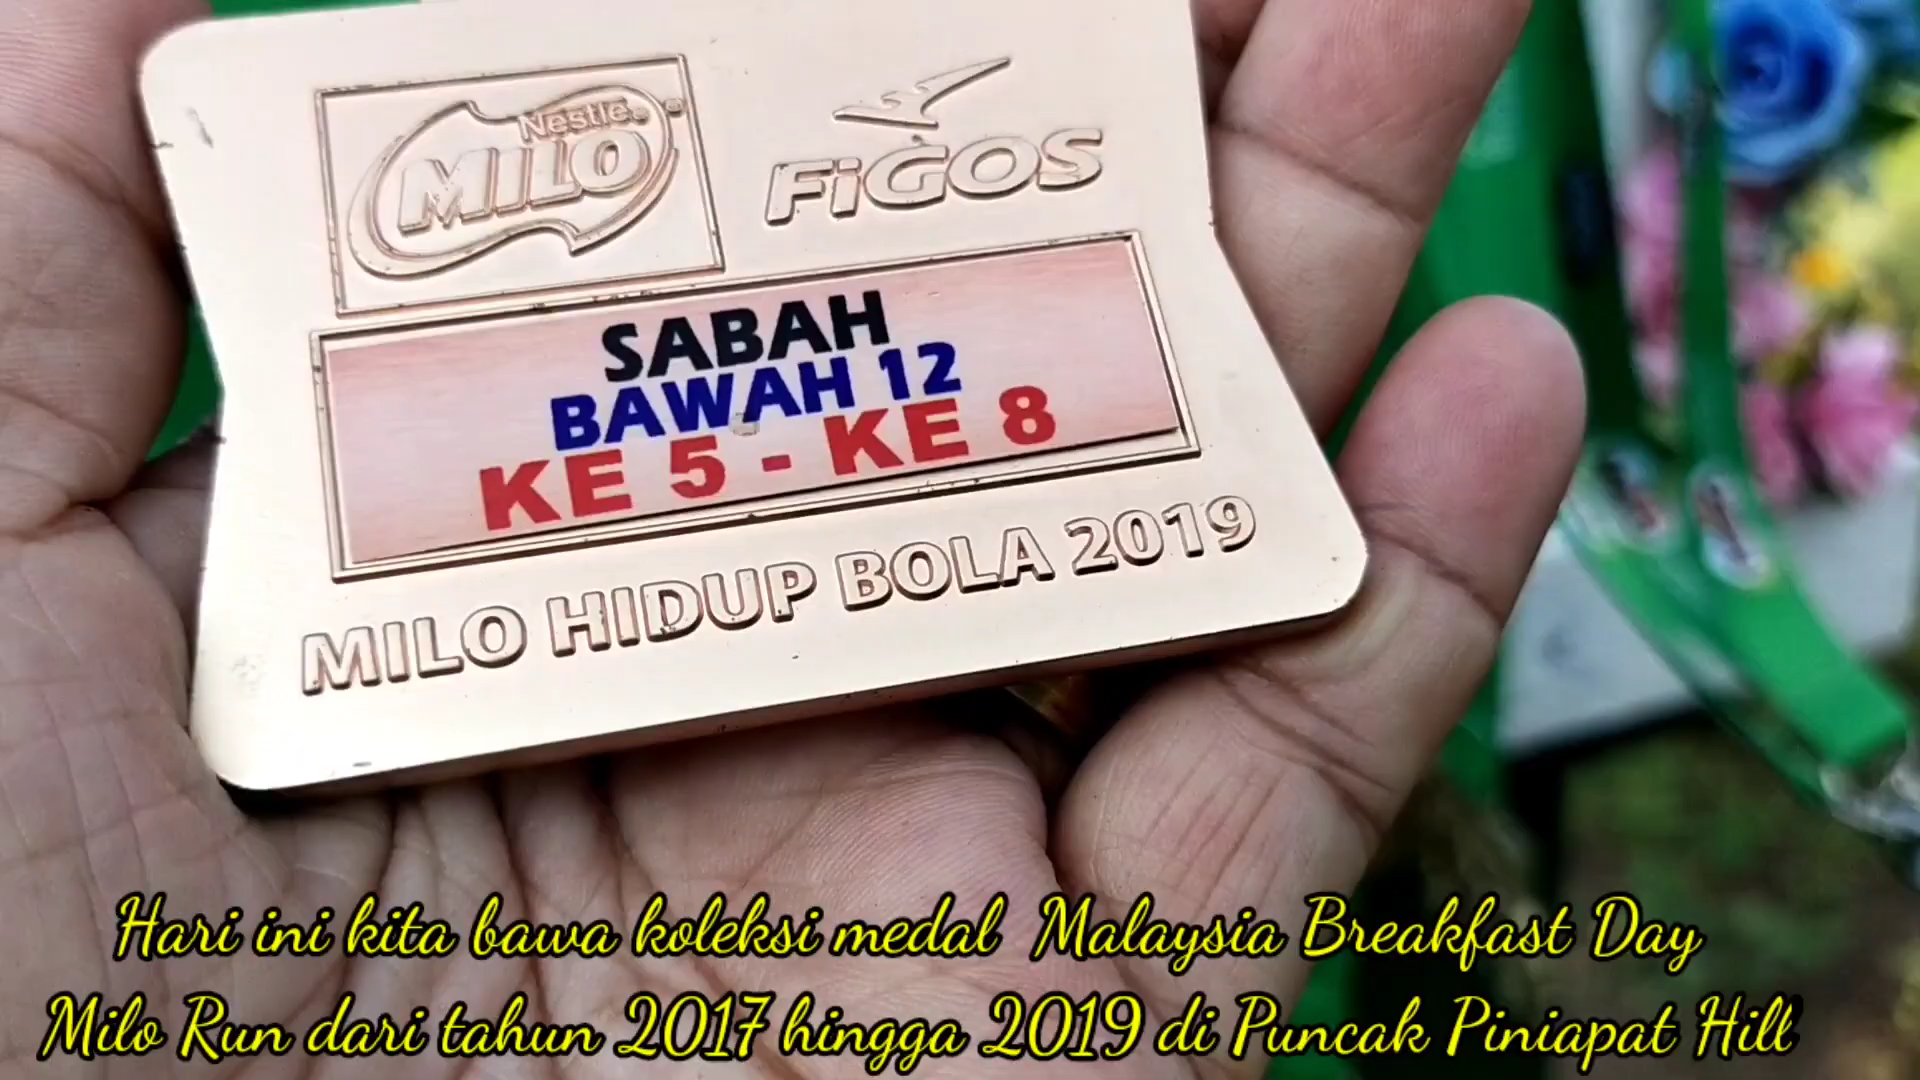 Nestlé
MILO
FiGOS
SABAH
BAWAH 12
KE 5 - KE 8
MILO HIDUP BOLA 2019
Hari ini kita bawa koleksi medal Malaysia Breakfast Day
Milo Run dari tahun 2017 hingga 2019 di Puncak Piniapat Hill